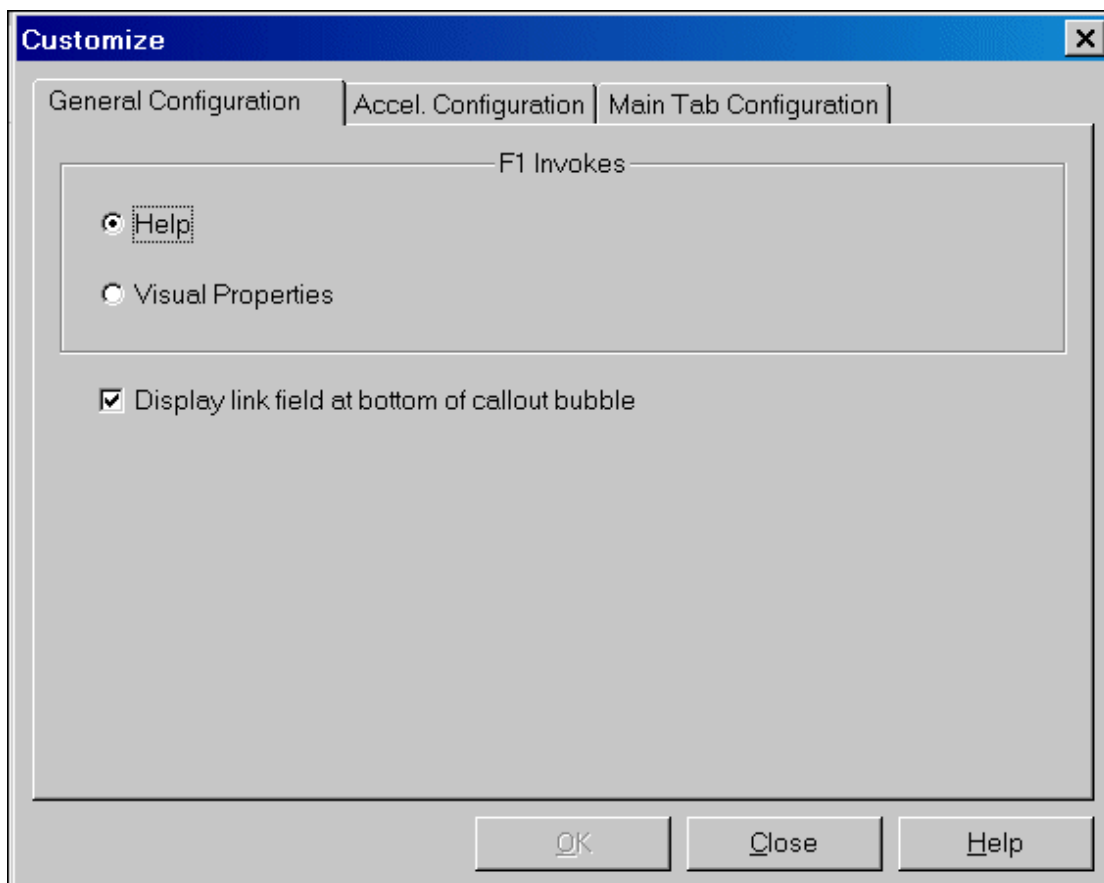 Customize
General Configuration Accel. Configuration Main Tab Configuration
F1 Invokes
Help
Visual Properties
Display link field at bottom of callout bubble
OK Close Help